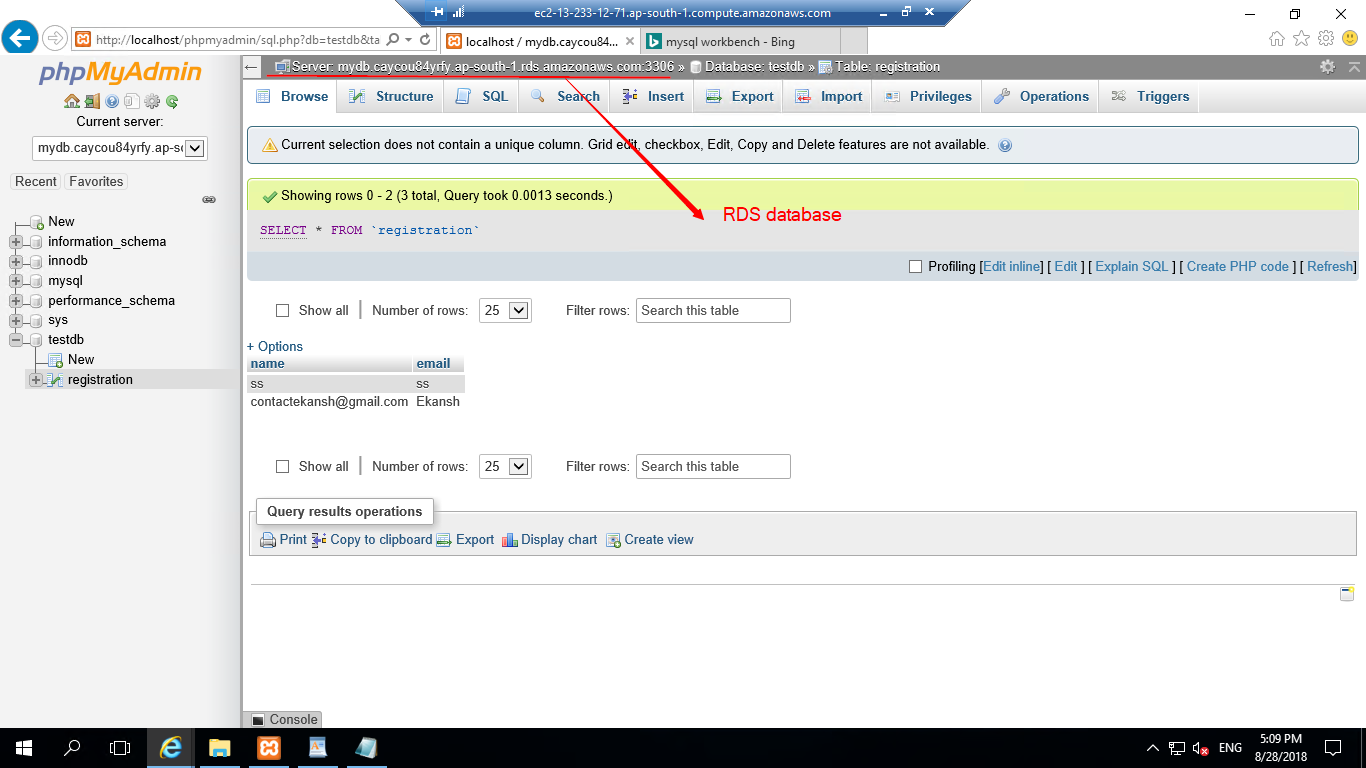 ec2-13-233-12-71.ap-south-1.compute.amazonaws.com
http://localhost/phpmyadmin/sql.php?db=testdb&ta
localhost / mydb.caycou84...
mysql workbench - Bing
phpMyAdmin
Current server:
mydb.caycou84yrfy.ap-so
Recent Favorites
New
information_schema
innodb
mysql
performance_schema
sys
testdb
New
registration
Server: mydb.caycou84yrfy.ap-south-1.rds.amazonaws.com:3306 » Database: testdb » Table: registration
Browse Structure SQL Search Insert Export Import Privileges Operations Triggers
Current selection does not contain a unique column. Grid edit, checkbox, Edit, Copy and Delete features are not available.
Showing rows 0 - 2 (3 total, Query took 0.0013 seconds.)
RDS database
SELECT * FROM `registration`
Profiling [Edit inline] [ Edit ] [ Explain SQL ] [ Create PHP code ] [ Refresh]
Show all Number of rows: 25 Filter rows: Search this table
+ Options
name email
ss ss
contactekansh@gmail.com Ekansh
Show all Number of rows: 25 Filter rows: Search this table
Query results operations
Print Copy to clipboard Export Display chart Create view
Console
ENG
5:09 PM
8/28/2018